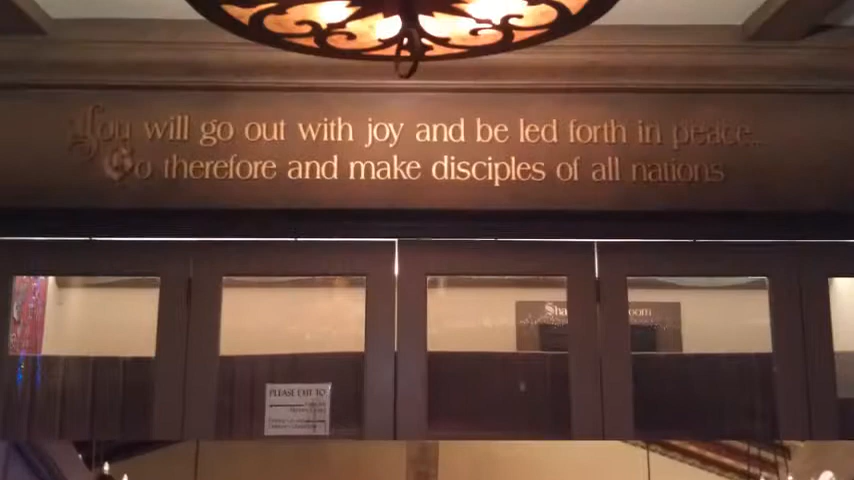 You will go out with joy and be led forth in peace...
Go therefore and make disciples of all nations
PLEASE EXIT TO